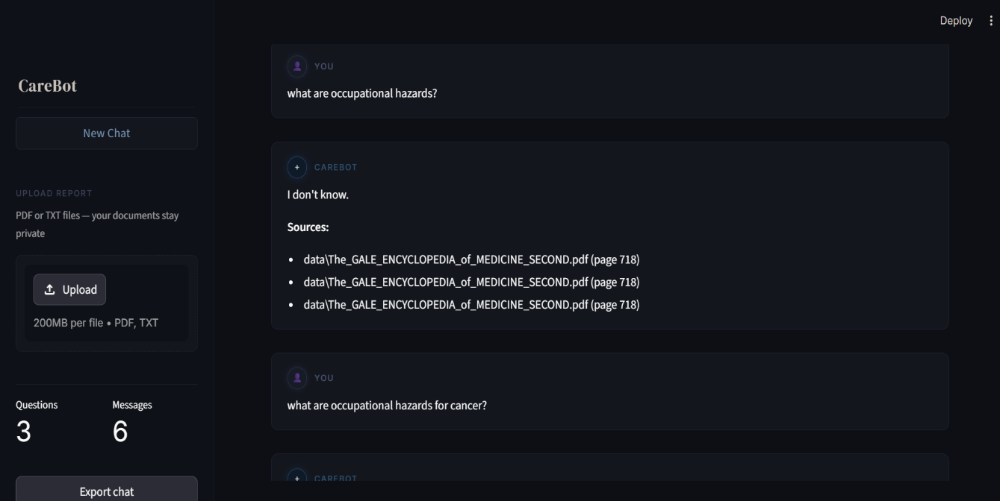 Deploy
CareBot
New Chat
UPLOAD REPORT
PDF or TXT files — your documents stay
private
Upload
200MB per file • PDF, TXT
Questions
Messages
3
6
Export chat
YOU
what are occupational hazards?
CAREBOT
I don't know.
Sources:
• data\The_GALE_ENCYCLOPEDIA_of_MEDICINE_SECOND.pdf (page 718)
• data\The_GALE_ENCYCLOPEDIA_of_MEDICINE_SECOND.pdf (page 718)
• data\The_GALE_ENCYCLOPEDIA_of_MEDICINE_SECOND.pdf (page 718)
YOU
what are occupational hazards for cancer?
CAREBOT